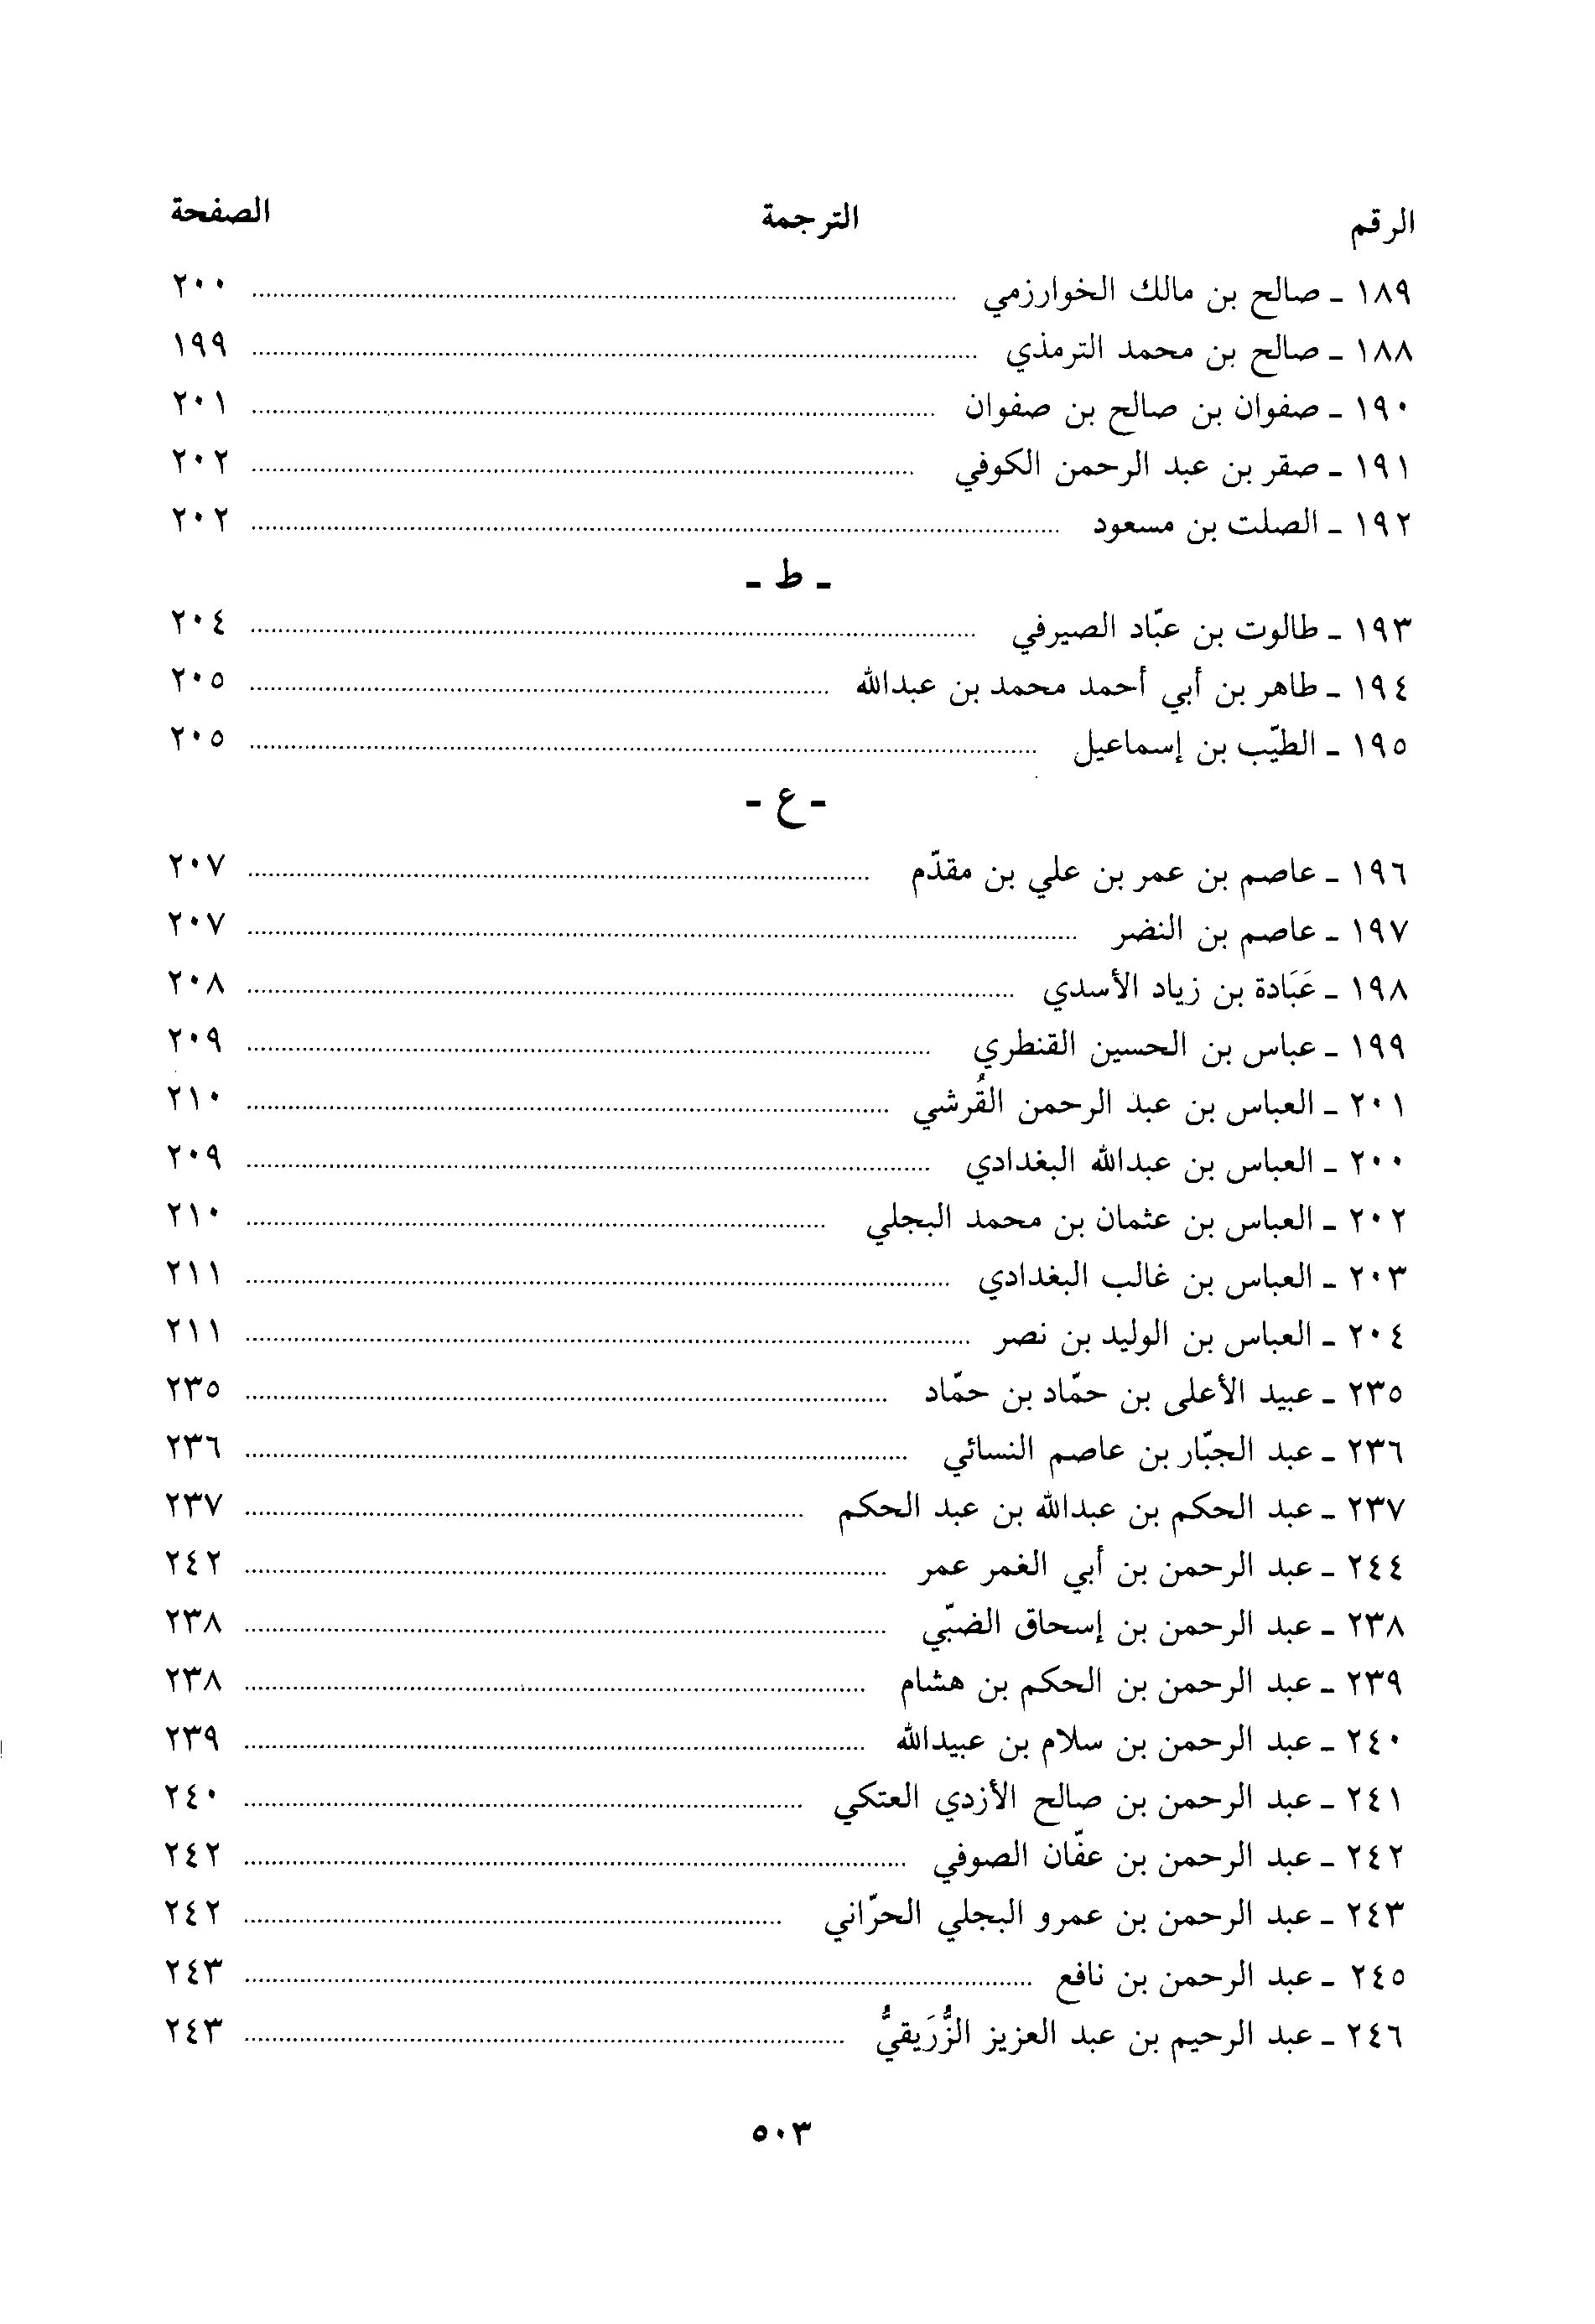 الرقم الترجمة الصفحة
١٨٩ ـ صالح بن مالك الخوارزمي ........ ٢٠٠
١٨٨ ـ صالح بن محمد الترمذي ........ ١٩٩
١٩٠ ـ صفوان بن صالح بن صفوان ........ ٢٠١
١٩١ ـ صقر بن عبد الرحمن الكوفي ........ ٢٠٢
١٩٢ ـ الصلت بن مسعود ........ ٢٠٢
ـ ط ـ
١٩٣ ـ طالوت بن عبّاد الصيرفي ........ ٢٠٤
١٩٤ ـ طاهر بن أبي أحمد محمد بن عبدالله ........ ٢٠٥
١٩٥ ـ الطيّب بن إسماعيل ........ ٢٠٥
ـ ع ـ
١٩٦ ـ عاصم بن عمر بن علي بن مقدّم ........ ٢٠٧
١٩٧ ـ عاصم بن النضر ........ ٢٠٧
١٩٨ ـ عَبَادة بن زياد الأسدي ........ ٢٠٨
١٩٩ ـ عباس بن الحسين القنطري ........ ٢٠٩
٢٠١ ـ العباس بن عبد الرحمن القُرشي ........ ٢١٠
٢٠٠ ـ العباس بن عبدالله البغدادي ........ ٢٠٩
٢٠٢ ـ العباس بن عثمان بن محمد البجلي ........ ٢١٠
٢٠٣ ـ العباس بن غالب البغدادي ........ ٢١١
٢٠٤ ـ العباس بن الوليد بن نصر ........ ٢١١
٢٣٥ ـ عبيد الأعلى بن حمّاد بن حمّاد ........ ٢٣٥
٢٣٦ ـ عبد الجبّار بن عاصم النسائي ........ ٢٣٦
٢٣٧ ـ عبد الحكم بن عبدالله بن عبد الحكم ........ ٢٣٧
٢٤٤ ـ عبد الرحمن بن أبي الغمر عمر ........ ٢٤٢
٢٣٨ ـ عبد الرحمن بن إسحاق الضبّي ........ ٢٣٨
٢٣٩ ـ عبد الرحمن بن الحكم بن هشام ........ ٢٣٨
٢٤٠ ـ عبد الرحمن بن سلام بن عبيدالله ........ ٢٣٩
٢٤١ ـ عبد الرحمن بن صالح الأزدي العتكي ........ ٢٤٠
٢٤٢ ـ عبد الرحمن بن عفّان الصوفي ........ ٢٤٢
٢٤٣ ـ عبد الرحمن بن عمرو البجلي الحرّاني ........ ٢٤٢
٢٤٥ ـ عبد الرحمن بن نافع ........ ٢٤٣
٢٤٦ ـ عبد الرحيم بن عبد العزيز الزُّرَيقيُّ ........ ٢٤٣
٥٠٣